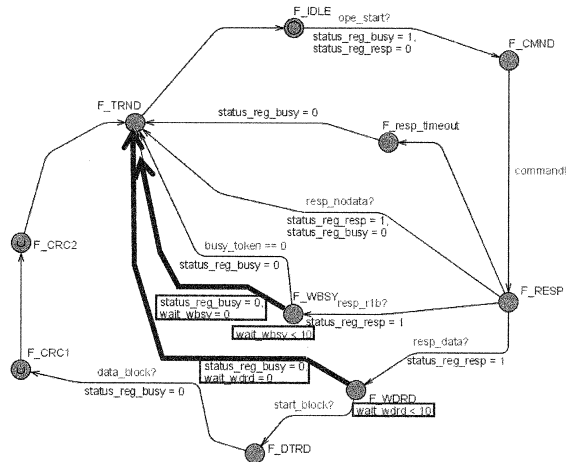 F_IDLE
ope_start?
status_reg_busy = 1,
status_reg_resp = 0
F_CMND
F_TRND
status_reg_busy = 0
F_resp_timeout
command!
resp_nodata?
status_reg_resp = 1,
status_reg_busy = 0
F_CRC2
busy_token == 0
status_reg_busy = 0
F_WBSY
resp_r1b?
F_RESP
status_reg_busy = 0,
wait_wbsy = 0
status_reg_resp = 1
wait_wbsy < 10
resp_data?
status_reg_resp = 1
F_CRC1
data_block?
status_reg_busy = 0,
wait_wdrd = 0
status_reg_busy = 0
F_WDRD
start_block?
wait_wdrd < 10
F_DTRD